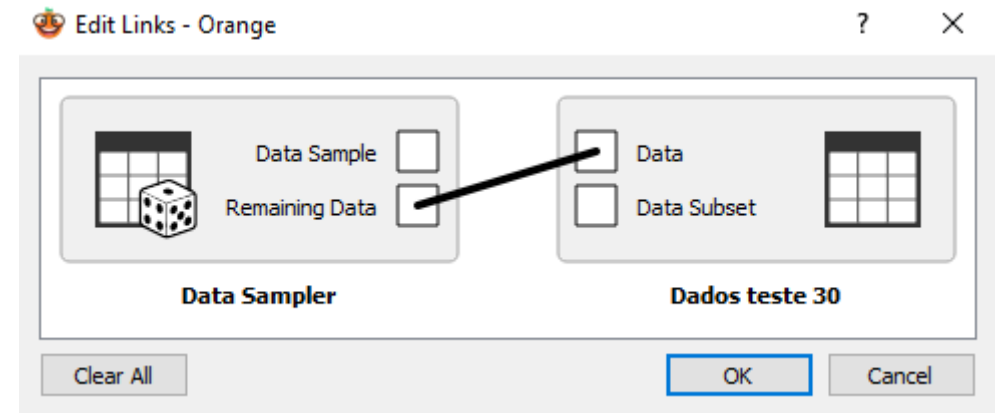 Edit Links - Orange
?
Data Sample
Data
Remaining Data
Data Subset
Data Sampler
Dados teste 30
Clear All
OK
Cancel